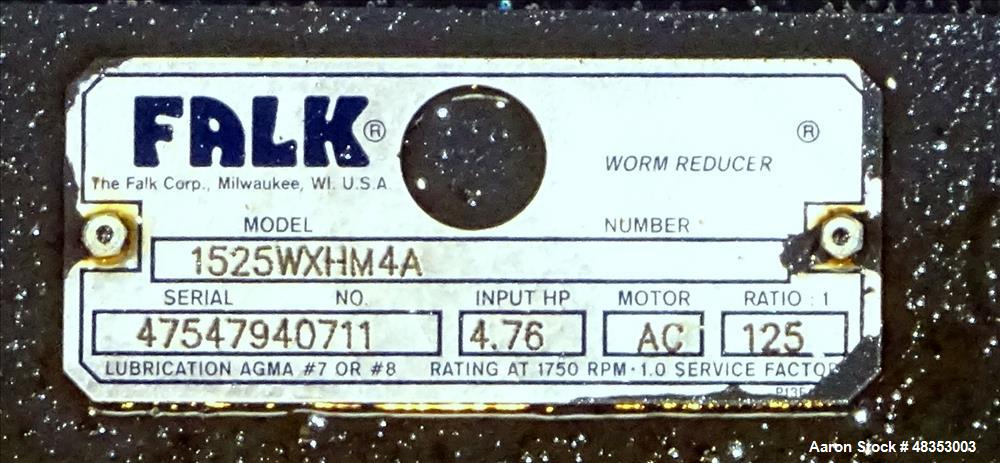 FALK® ®
WORM REDUCER
The Falk Corp., Milwaukee, WI. U.S.A.
MODEL NUMBER
1525WXHM4A
SERIAL NO. INPUT HP MOTOR RATIO : 1
47547940711 4.76 AC 125
LUBRICATION AGMA #7 OR #8 RATING AT 1750 RPM · 1.0 SERVICE FACTOR
Aaron Stock # 48353003